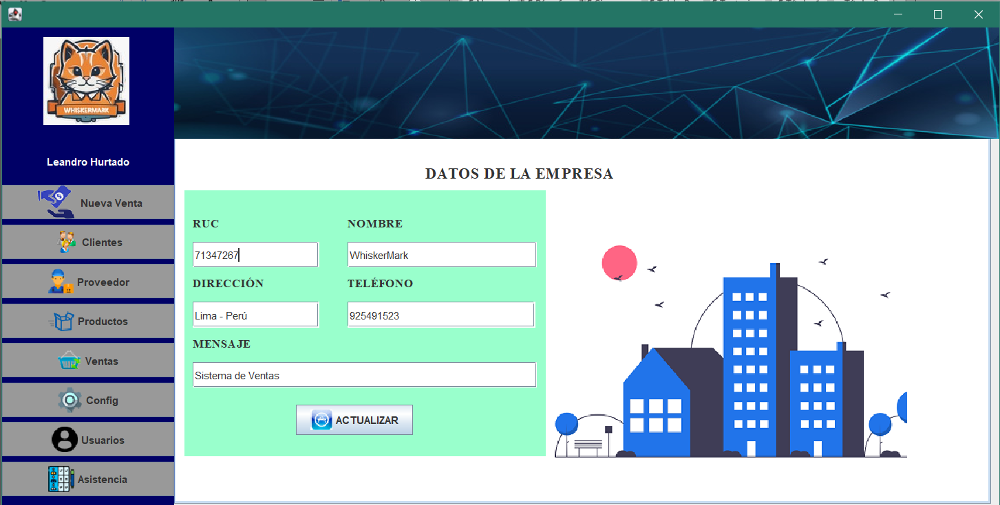 WHISKERMARK
Leandro Hurtado
Nueva Venta
Clientes
Proveedor
Productos
Ventas
Config
Usuarios
Asistencia
DATOS DE LA EMPRESA
RUC
NOMBRE
71347267
WhiskerMark
DIRECCIÓN
TELÉFONO
Lima - Perú
925491523
MENSAJE
Sistema de Ventas
ACTUALIZAR